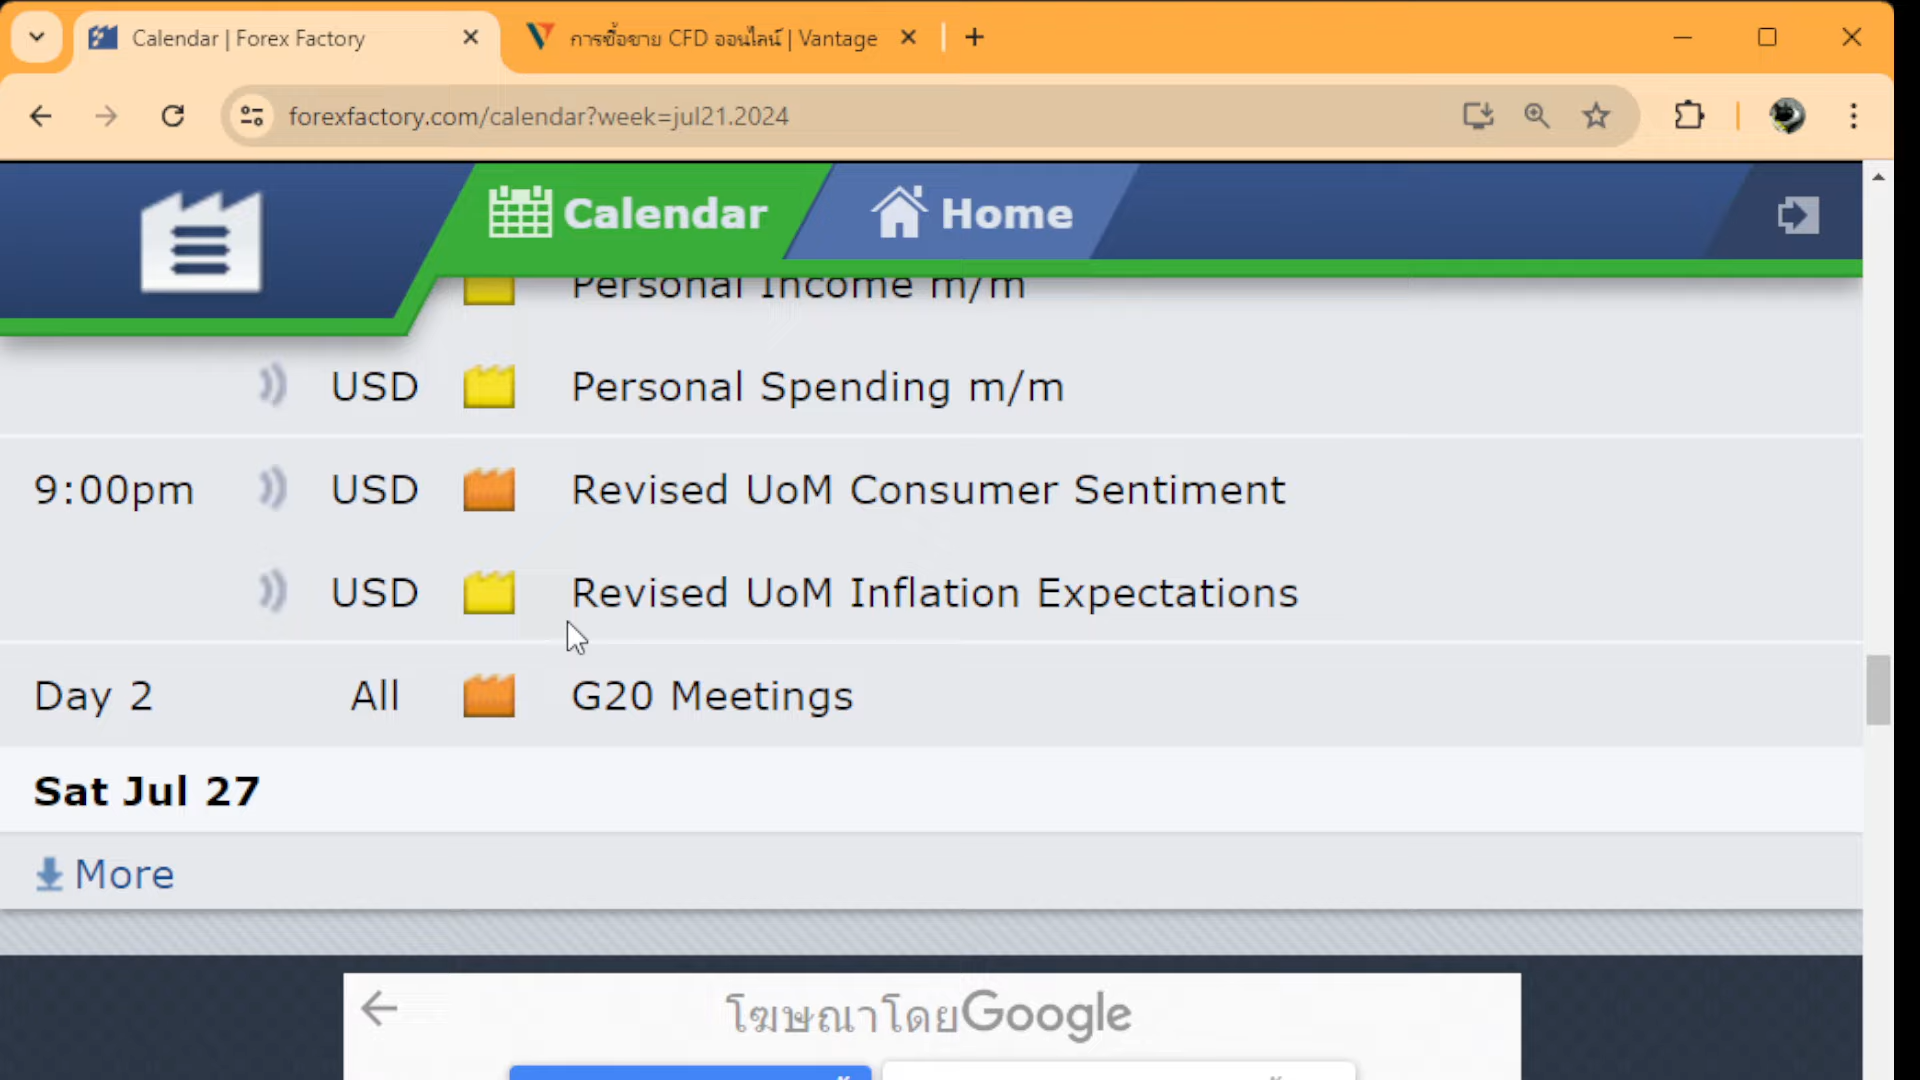 Calendar | Forex Factory
การซื้อขาย CFD ออนไลน์ | Vantage
forexfactory.com/calendar?week=jul21.2024
Calendar
Home
Personal Income m/m
USD Personal Spending m/m
9:00pm USD Revised UoM Consumer Sentiment
USD Revised UoM Inflation Expectations
Day 2 All G20 Meetings
Sat Jul 27
More
โฆษณาโดยGoogle